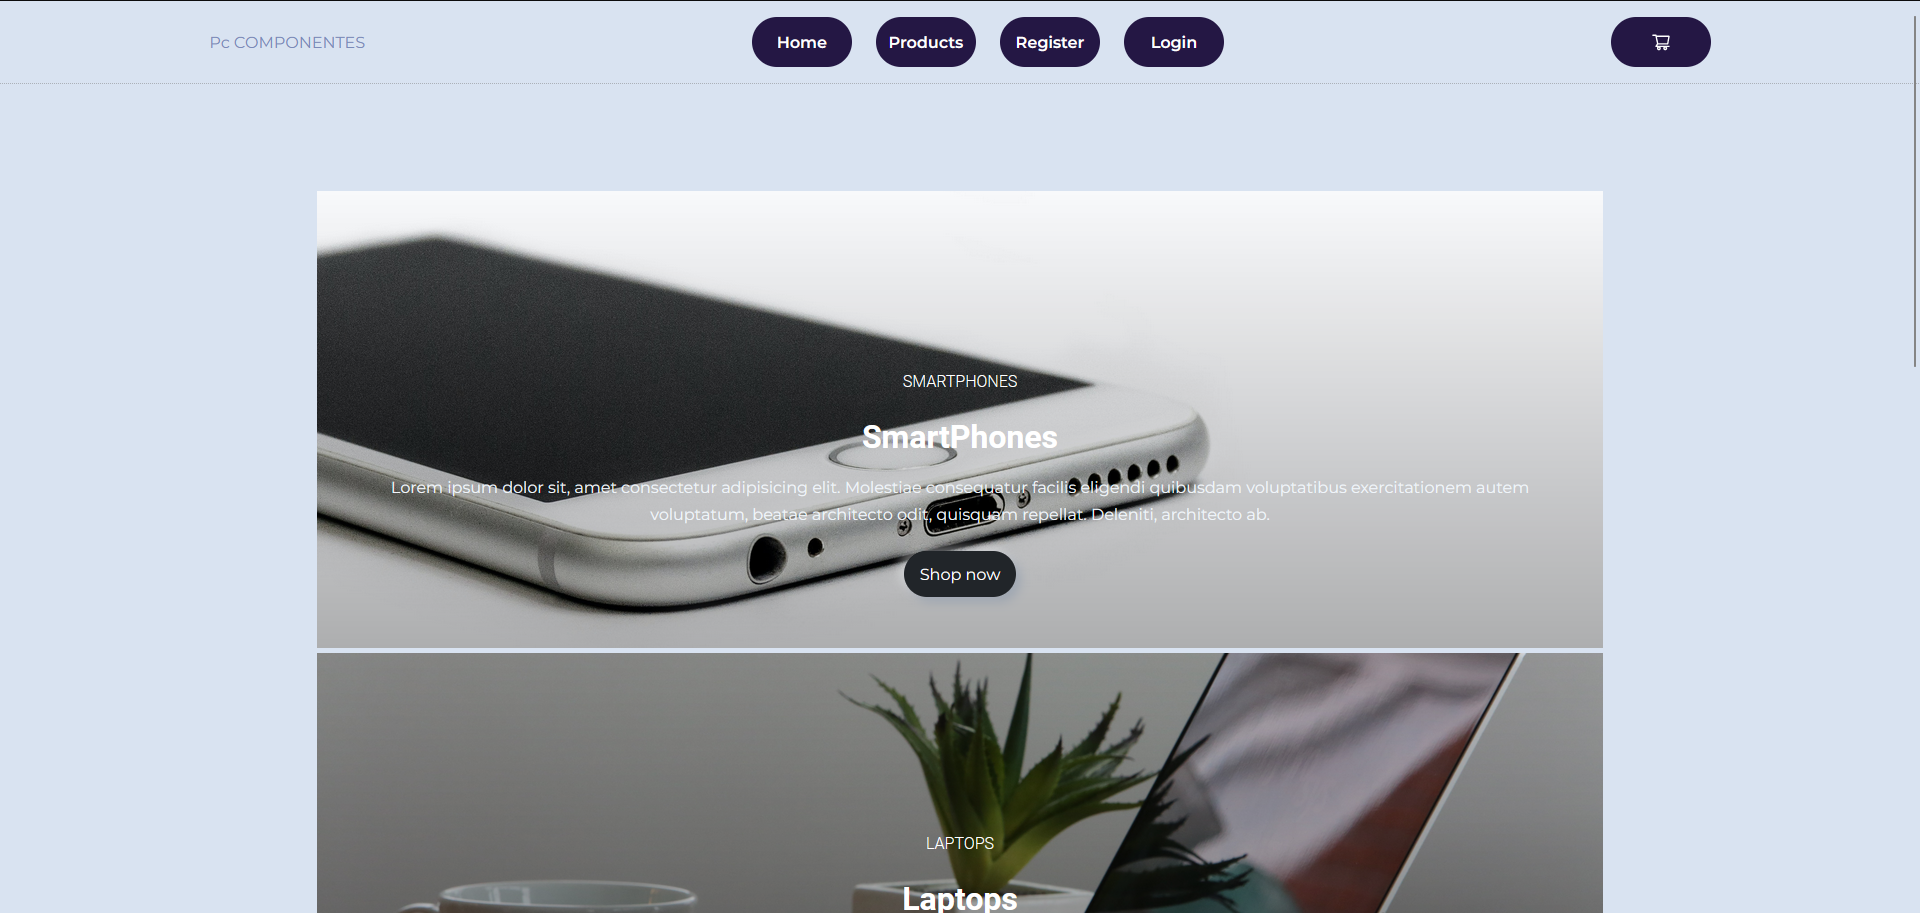 Pc COMPONENTES
Home
Products
Register
Login
SMARTPHONES
SmartPhones
Lorem ipsum dolor sit, amet consectetur adipisicing elit. Molestiae consequatur facilis eligendi quibusdam voluptatibus exercitationem autem
voluptatum, beatae architecto odit, quisquam repellat. Deleniti, architecto ab.
Shop now
LAPTOPS
Laptops